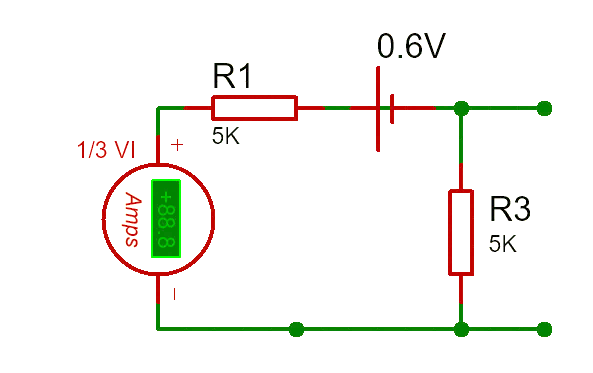 0.6V
R1
5K
1/3 VI
+
Amps
+88.8
R3
5K
−